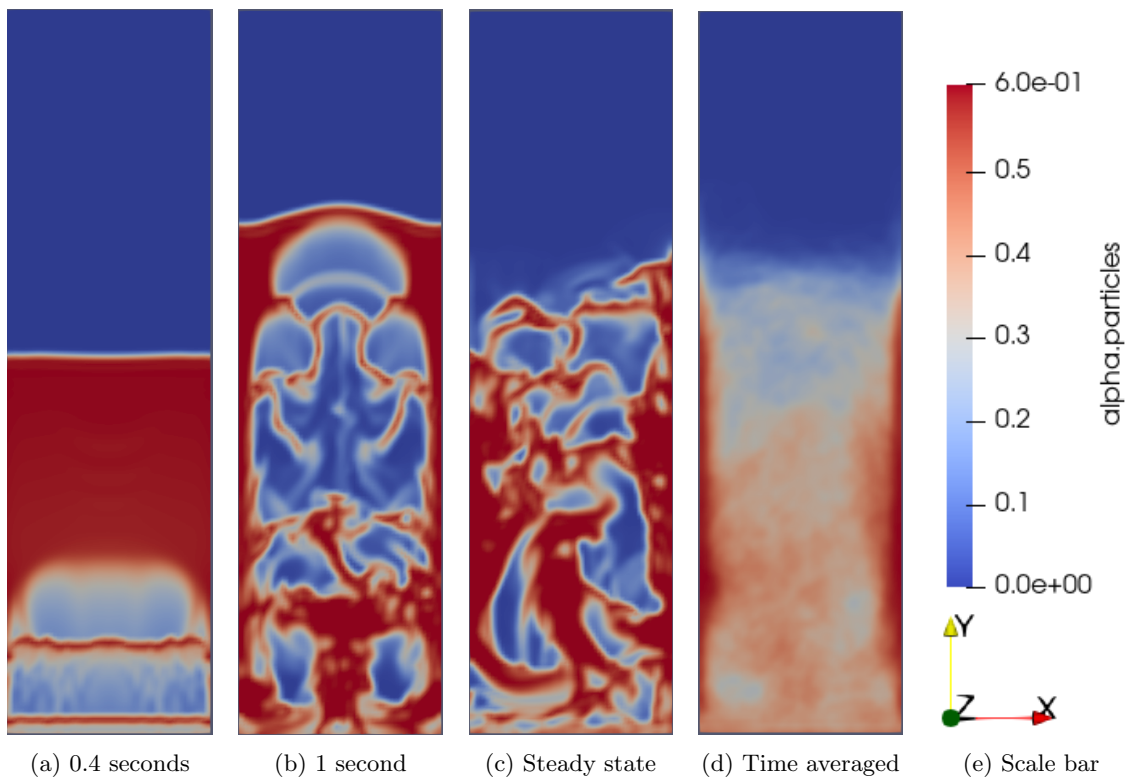 6.0e-01
0.5
0.4
0.3
0.2
0.1
0.0e+00
alpha.particles
Y
Z
X
(a) 0.4 seconds
(b) 1 second
(c) Steady state
(d) Time averaged
(e) Scale bar